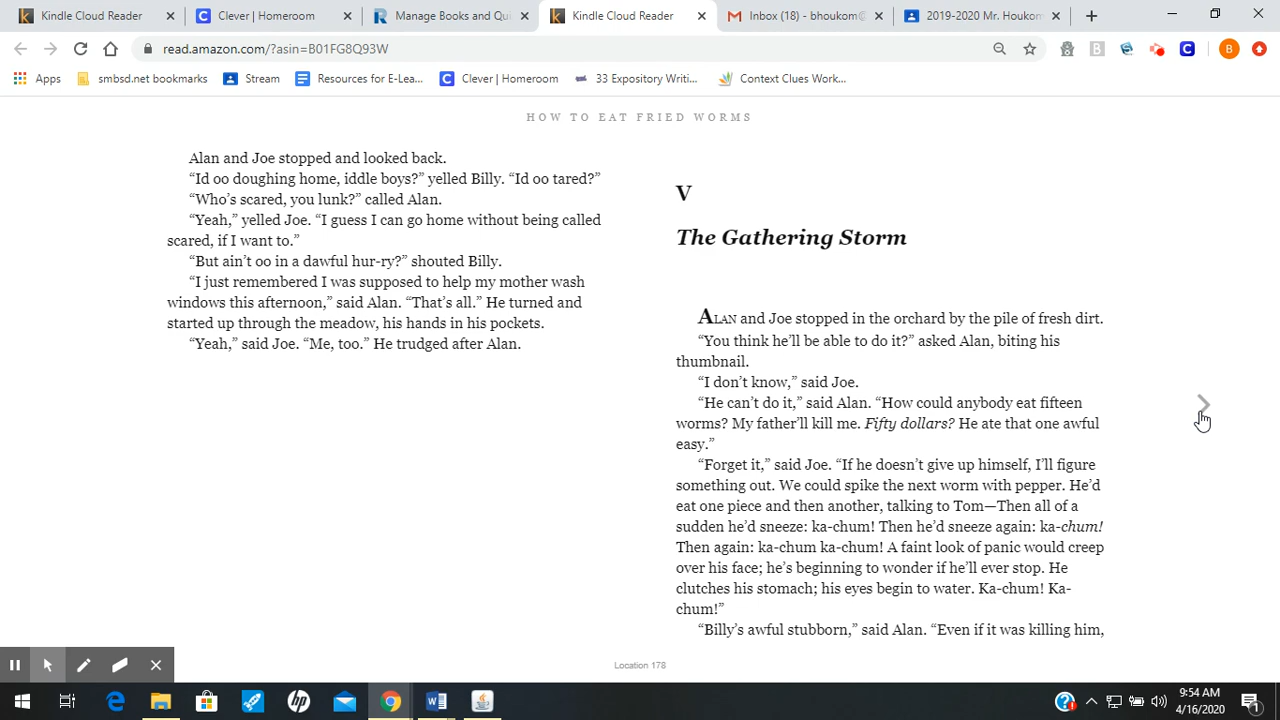 Kindle Cloud Reader
Clever | Homeroom
Manage Books and Qu
Kindle Cloud Reader
Inbox (18) - bhoukom@
2019-2020 Mr. Houkom
read.amazon.com/?asin=B01FG8Q93W
B
Apps
smbsd.net bookmarks
Stream
Resources for E-Lea...
Clever | Homeroom
33 Expository Writi...
Context Clues Work...
HOW TO EAT FRIED WORMS
Alan and Joe stopped and looked back.
“Id oo doughing home, iddle boys?” yelled Billy. “Id oo tared?”
“Who’s scared, you lunk?” called Alan.
“Yeah,” yelled Joe. “I guess I can go home without being called
scared, if I want to.”
“But ain’t oo in a dawful hur-ry?” shouted Billy.
“I just remembered I was supposed to help my mother wash
windows this afternoon,” said Alan. “That’s all.” He turned and
started up through the meadow, his hands in his pockets.
“Yeah,” said Joe. “Me, too.” He trudged after Alan.
V
The Gathering Storm
ALAN and Joe stopped in the orchard by the pile of fresh dirt.
“You think he’ll be able to do it?” asked Alan, biting his
thumbnail.
“I don’t know,” said Joe.
“He can’t do it,” said Alan. “How could anybody eat fifteen
worms? My father’ll kill me. Fifty dollars? He ate that one awful
easy.”
“Forget it,” said Joe. “If he doesn’t give up himself, I’ll figure
something out. We could spike the next worm with pepper. He’d
eat one piece and then another, talking to Tom—Then all of a
sudden he’d sneeze: ka-chum! Then he’d sneeze again: ka-chum!
Then again: ka-chum ka-chum! A faint look of panic would creep
over his face; he’s beginning to wonder if he’ll ever stop. He
clutches his stomach; his eyes begin to water. Ka-chum! Ka-
chum!”
“Billy’s awful stubborn,” said Alan. “Even if it was killing him,
Location 178
9:54 AM
4/16/2020